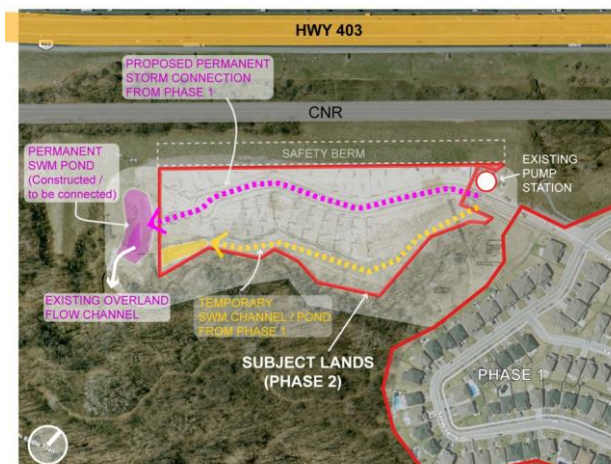 HWY 403
403
PROPOSED PERMANENT
STORM CONNECTION
FROM PHASE 1
CNR
SAFETY BERM
PERMANENT
SWM POND
(Constructed /
to be connected)
EXISTING
PUMP
STATION
EXISTING OVERLAND
FLOW CHANNEL
TEMPORARY
SWM CHANNEL / POND
FROM PHASE 1
SUBJECT LANDS
(PHASE 2)
PHASE 1